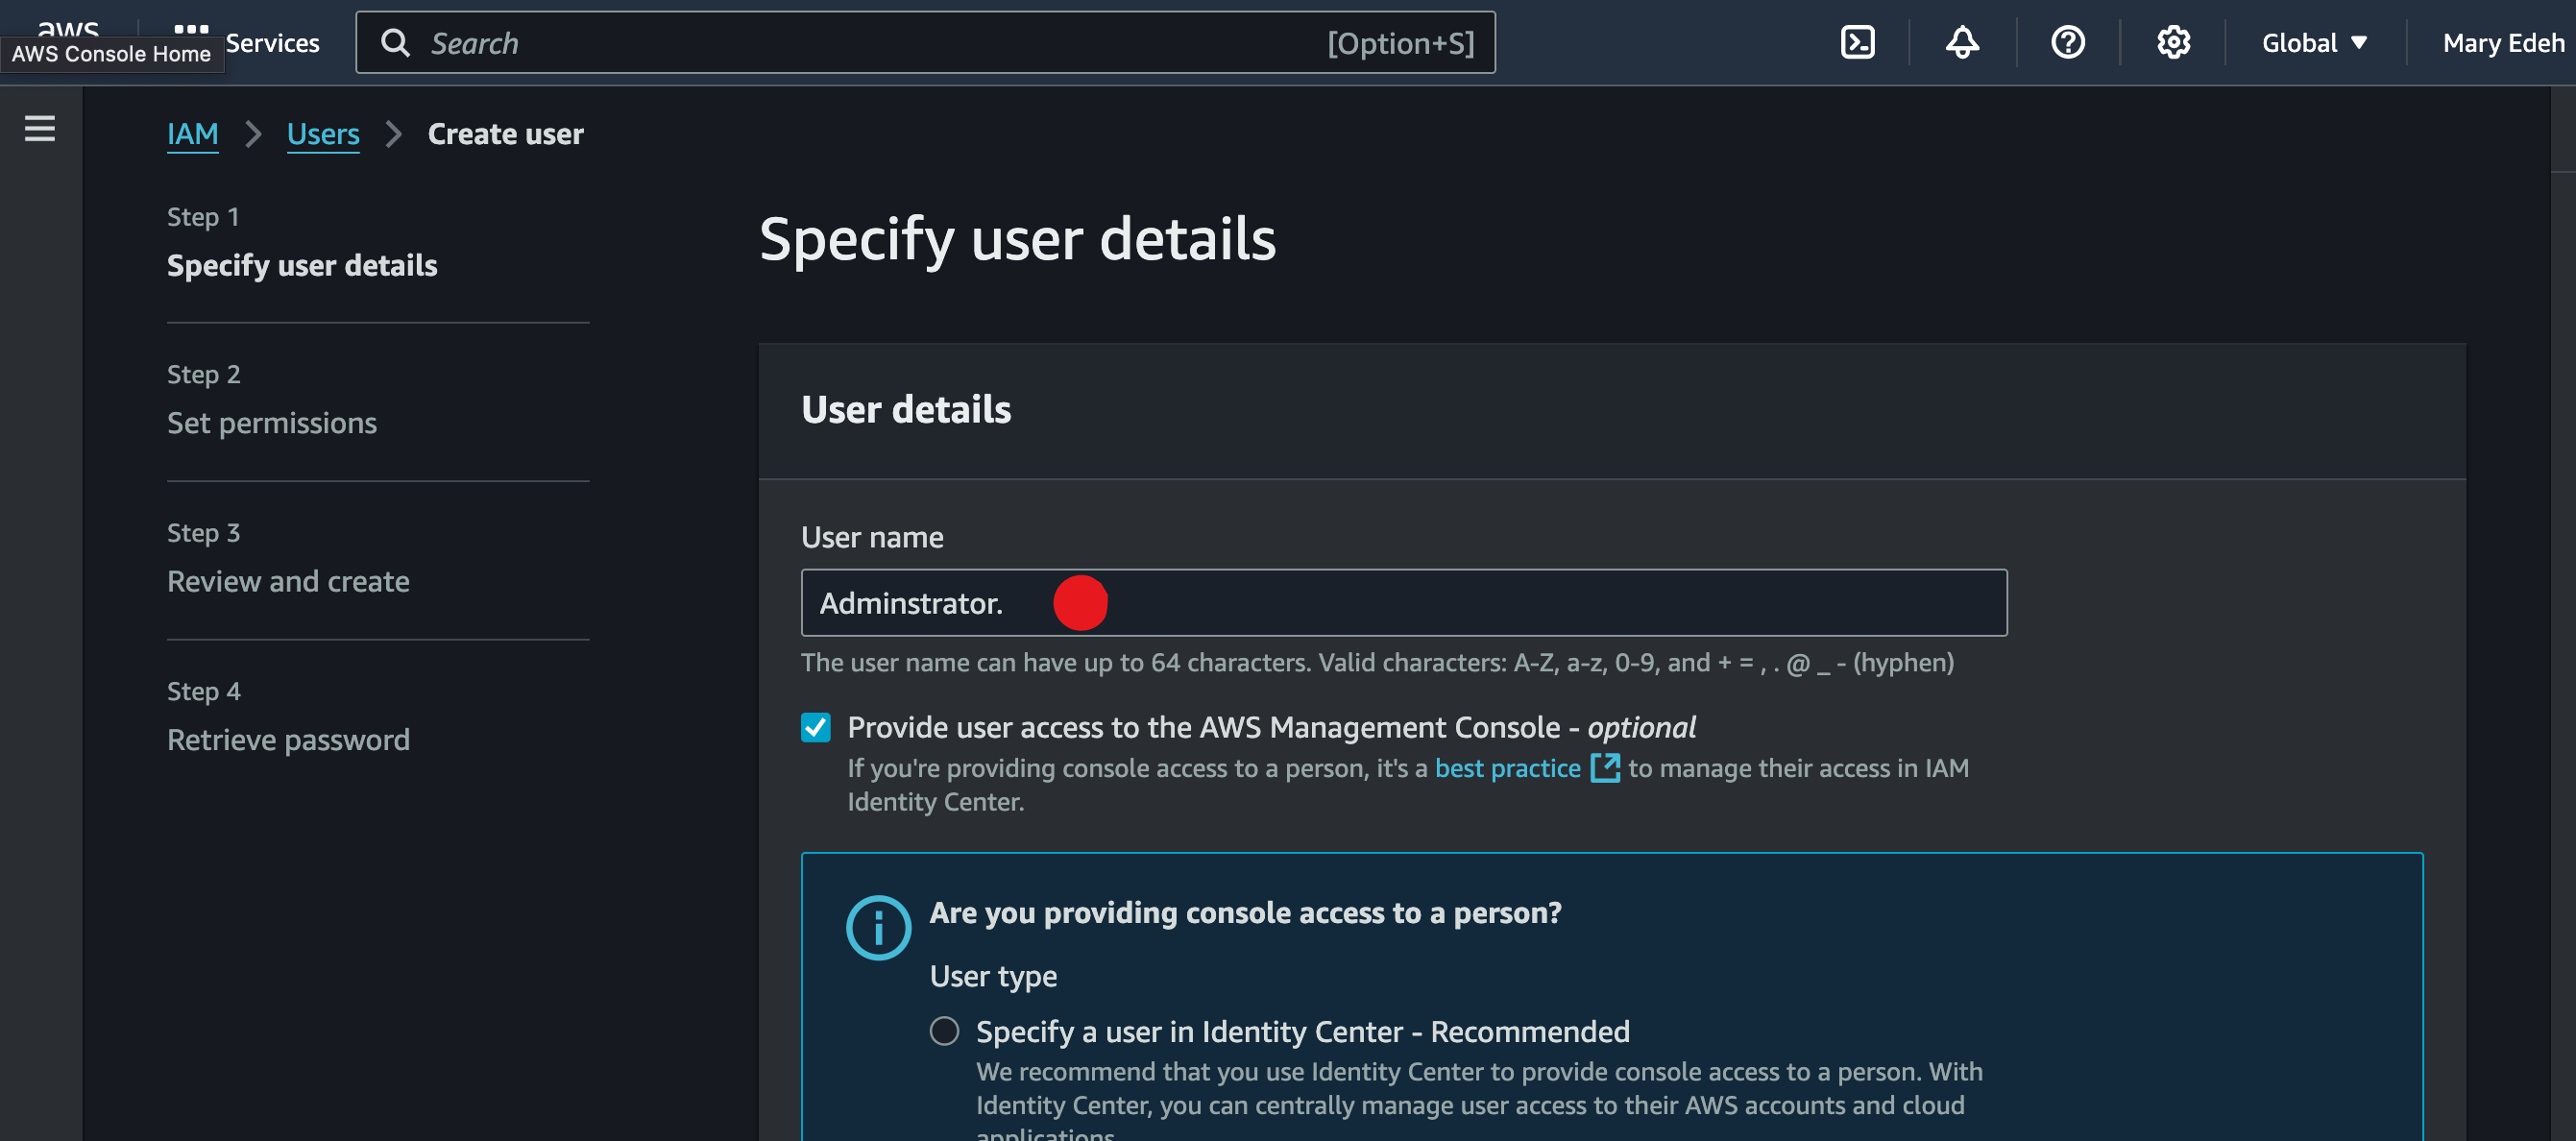 aws
AWS Console Home
Services
Search
[Option+S]
Global
Mary Edeh
IAM
Users
Create user
Step 1
Specify user details
Step 2
Set permissions
Step 3
Review and create
Step 4
Retrieve password
Specify user details
User details
User name
Adminstrator.
The user name can have up to 64 characters. Valid characters: A-Z, a-z, 0-9, and + = , . @ _ - (hyphen)
Provide user access to the AWS Management Console - optional
If you're providing console access to a person, it's a best practice to manage their access in IAM
Identity Center.
Are you providing console access to a person?
User type
Specify a user in Identity Center - Recommended
We recommend that you use Identity Center to provide console access to a person. With
Identity Center, you can centrally manage user access to their AWS accounts and cloud
applications.